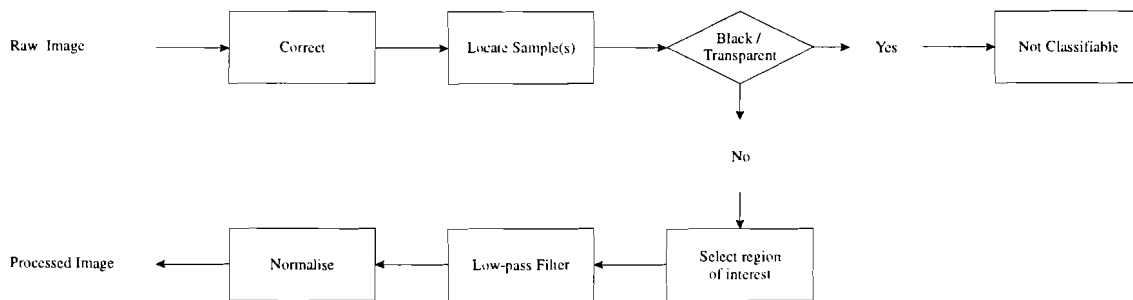 Raw Image
Correct
Locate Sample(s)
Black /
Transparent
Yes
Not Classifiable
No
Processed Image
Normalise
Low-pass Filter
Select region
of interest